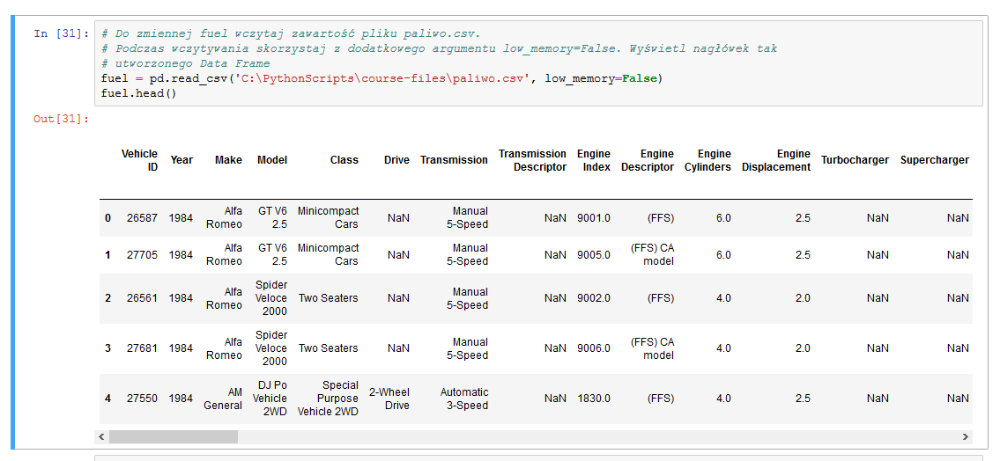 In [31]:
# Do zmiennej fuel wczytaj zawartość pliku paliwo.csv.
# Podczas wczytywania skorzystaj z dodatkowego argumentu low_memory=False. Wyświetl nagłówek tak
# utworzonego Data Frame
fuel = pd.read_csv('C:\PythonScripts\course-files\paliwo.csv', low_memory=False)
fuel.head()
Out[31]:
Vehicle ID Year Make Model Class Drive Transmission Transmission Descriptor Engine Index Engine Descriptor Engine Cylinders Engine Displacement Turbocharger Supercharger
0 26587 1984 Alfa Romeo GT V6 2.5 Minicompact Cars NaN Manual 5-Speed NaN 9001.0 (FFS) 6.0 2.5 NaN NaN
1 27705 1984 Alfa Romeo GT V6 2.5 Minicompact Cars NaN Manual 5-Speed NaN 9005.0 (FFS) CA model 6.0 2.5 NaN NaN
2 26561 1984 Alfa Romeo Spider Veloce 2000 Two Seaters NaN Manual 5-Speed NaN 9002.0 (FFS) 4.0 2.0 NaN NaN
3 27681 1984 Alfa Romeo Spider Veloce 2000 Two Seaters NaN Manual 5-Speed NaN 9006.0 (FFS) CA model 4.0 2.0 NaN NaN
4 27550 1984 AM General DJ Po Vehicle 2WD Special Purpose Vehicle 2WD 2-Wheel Drive Automatic 3-Speed NaN 1830.0 (FFS) 4.0 2.5 NaN NaN